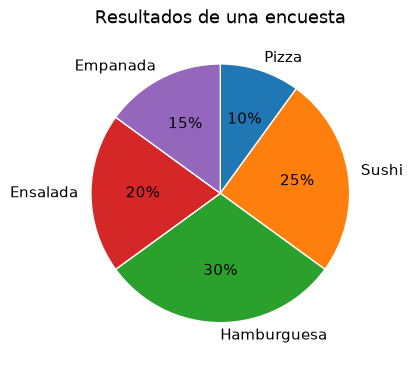 Resultados de una encuesta
Pizza
10%
Sushi
25%
Hamburguesa
30%
Ensalada
20%
Empanada
15%